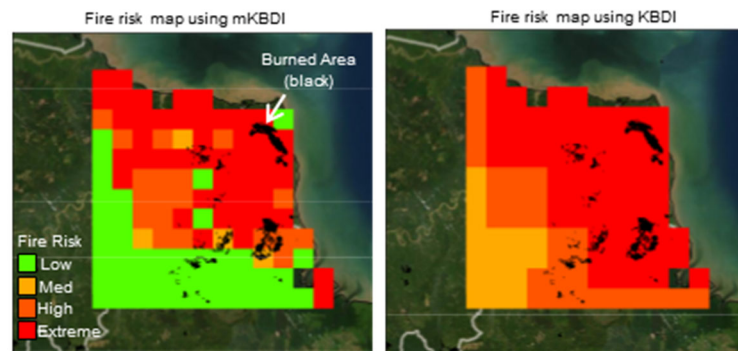 Fire risk map using mKBDI
Fire risk map using KBDI
Burned Area
(black)
Fire Risk
Low
Med
High
Extreme